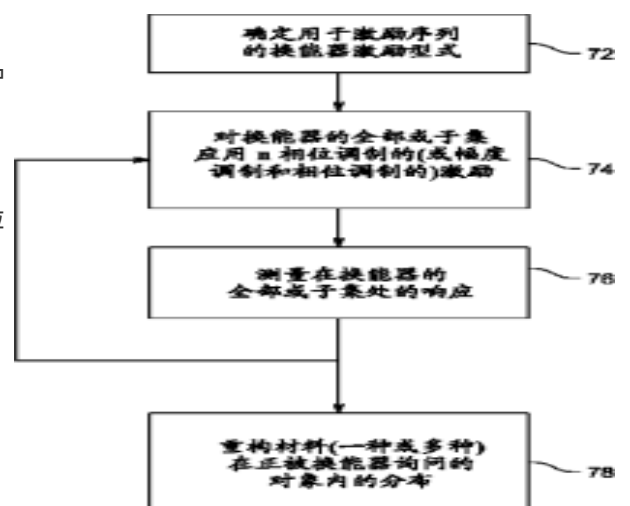 确定用于激励序列
的换能器激励型式
72
对换能器的全部或子集
应用 n 相位调制的(或幅度
调制和相位调制的)激励
74
测量在换能器的
全部或子集处的响应
76
重构材料(一种或多种)
在正被换能器询问的
对象内的分布
78